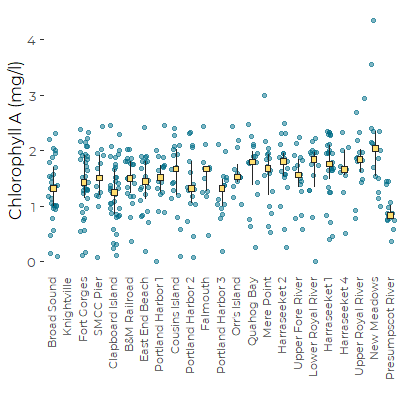 Chlorophyll A (mg/l)
4
3
2
1
0
Broad Sound
Knightville
Fort Gorges
SMCC Pier
Clapboard Island
B&M Railroad
East End Beach
Portland Harbor 1
Cousins Island
Portland Harbor 2
Falmouth
Portland Harbor 3
Orr's Island
Quahog Bay
Mere Point
Harraseeket 2
Upper Fore River
Lower Royal River
Harraseeket 1
Harraseeket 4
Upper Royal River
New Meadows
Presumpscot River